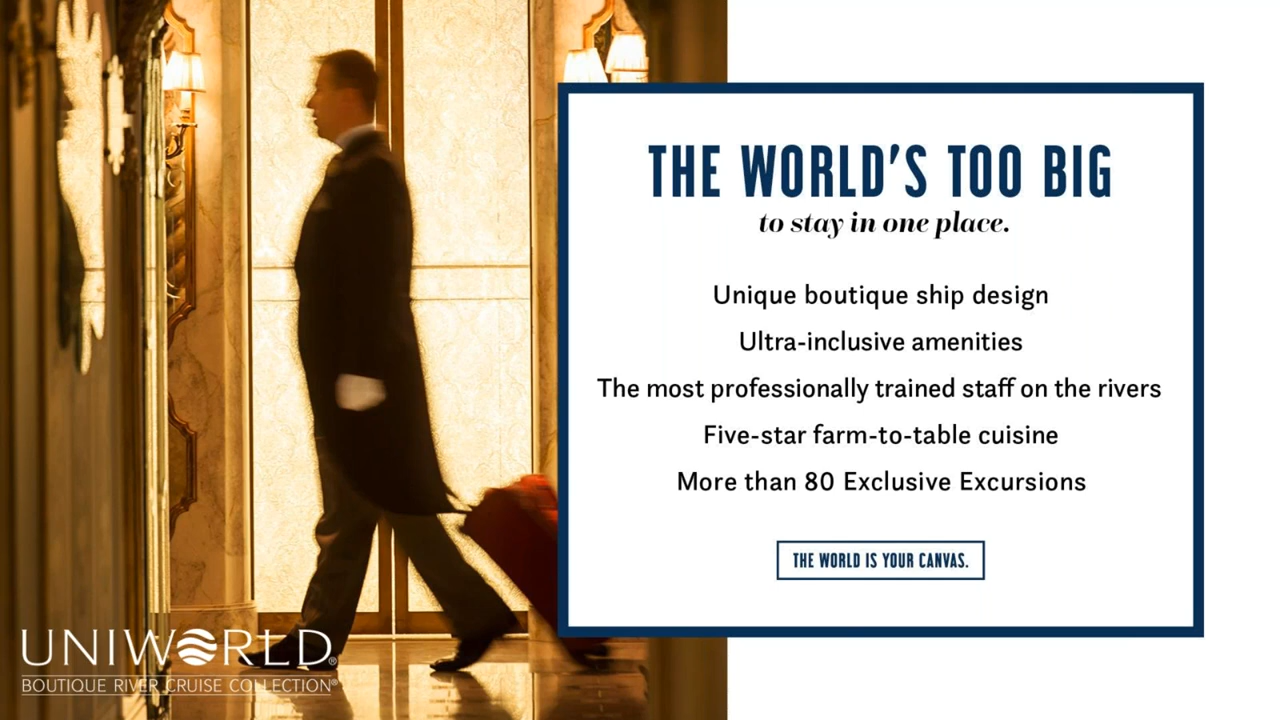 THE WORLD'S TOO BIG
to stay in one place.
Unique boutique ship design
Ultra-inclusive amenities
The most professionally trained staff on the rivers
Five-star farm-to-table cuisine
More than 80 Exclusive Excursions
THE WORLD IS YOUR CANVAS.
UNIWORLD®
BOUTIQUE RIVER CRUISE COLLECTION®